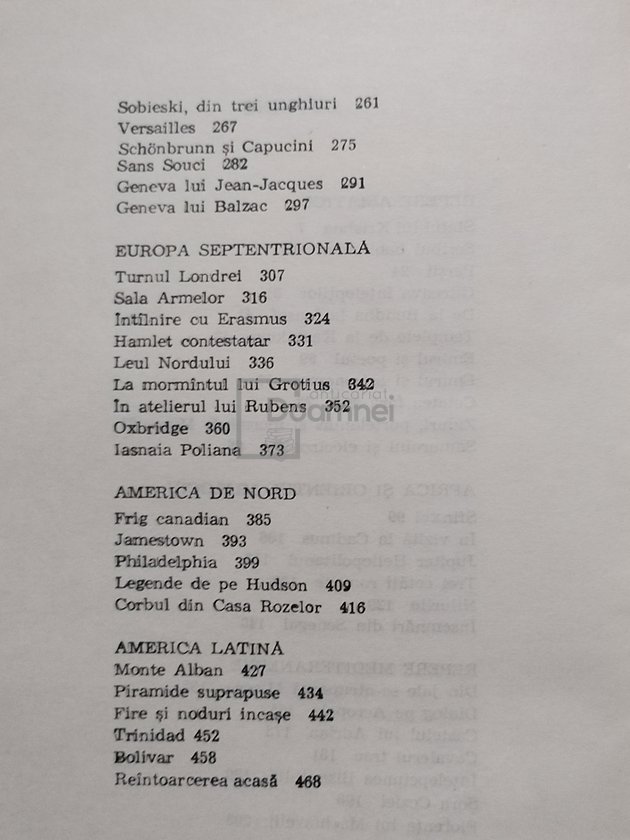 Sobieski, din trei unghiuri 261
Versailles 267
Schönbrunn și Capucini 275
Sans Souci 282
Geneva lui Jean-Jacques 291
Geneva lui Balzac 297
EUROPA SEPTENTRIONALĂ
Turnul Londrei 307
Sala Armelor 316
Întîlnire cu Erasmus 324
Hamlet contestatar 331
Leul Nordului 336
La mormîntul lui Grotius 342
anticariat
În atelierul lui Rubens 352
Doamnei
Oxbridge 360
Iasnaia Poliana 373
AMERICA DE NORD
Frig canadian 385
Jamestown 393
Philadelphia 399
Legende de pe Hudson 409
Corbul din Casa Rozelor 416
AMERICA LATINĂ
Monte Alban 427
Piramide suprapuse 434
Fire și noduri incașe 442
Trinidad 452
Bolivar 458
Reîntoarcerea acasă 468